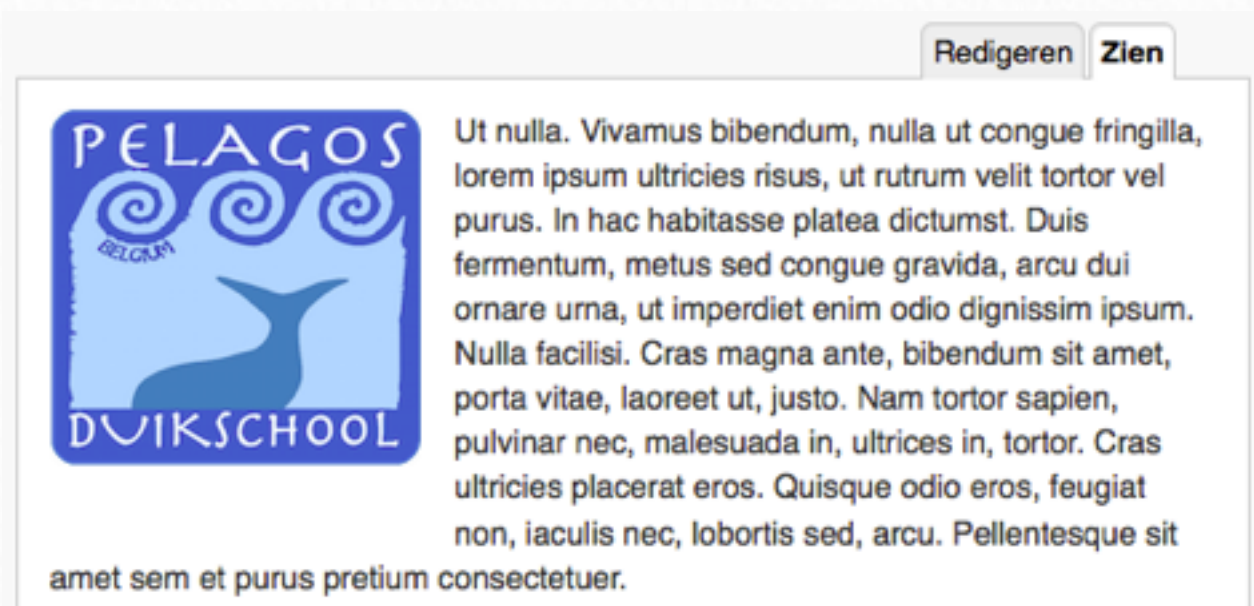 Redigeren Zien
PELAGOS
BELGIUM
DUIKSCHOOL
Ut nulla. Vivamus bibendum, nulla ut congue fringilla,
lorem ipsum ultricies risus, ut rutrum velit tortor vel
purus. In hac habitasse platea dictumst. Duis
fermentum, metus sed congue gravida, arcu dui
ornare urna, ut imperdiet enim odio dignissim ipsum.
Nulla facilisi. Cras magna ante, bibendum sit amet,
porta vitae, laoreet ut, justo. Nam tortor sapien,
pulvinar nec, malesuada in, ultrices in, tortor. Cras
ultricies placerat eros. Quisque odio eros, feugiat
non, iaculis nec, lobortis sed, arcu. Pellentesque sit
amet sem et purus pretium consectetuer.